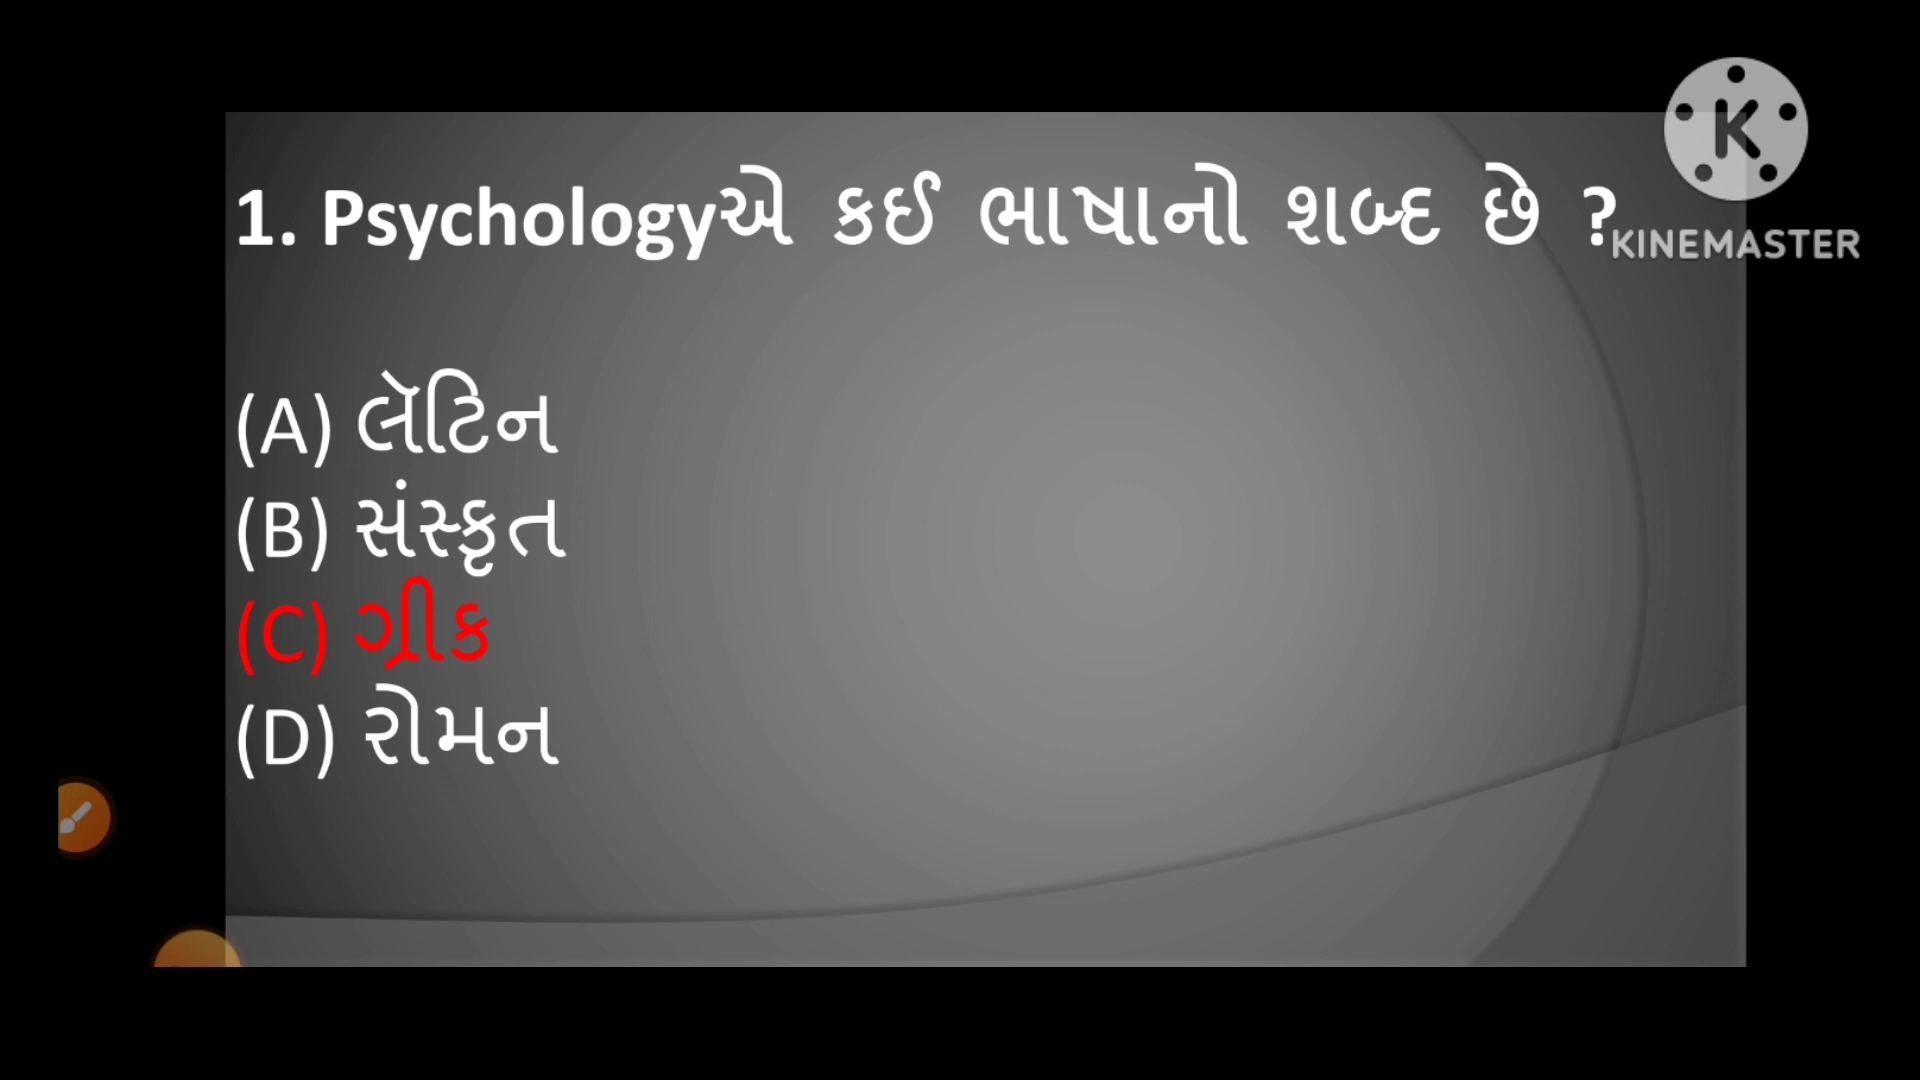 1. Psychologyએ કઈ ભાષાનો શબ્દ છે ?
(A) લૅટિન
(B) સંસ્કૃત
(C) ગ્રીક
(D) રોમન
K
KINEMASTER